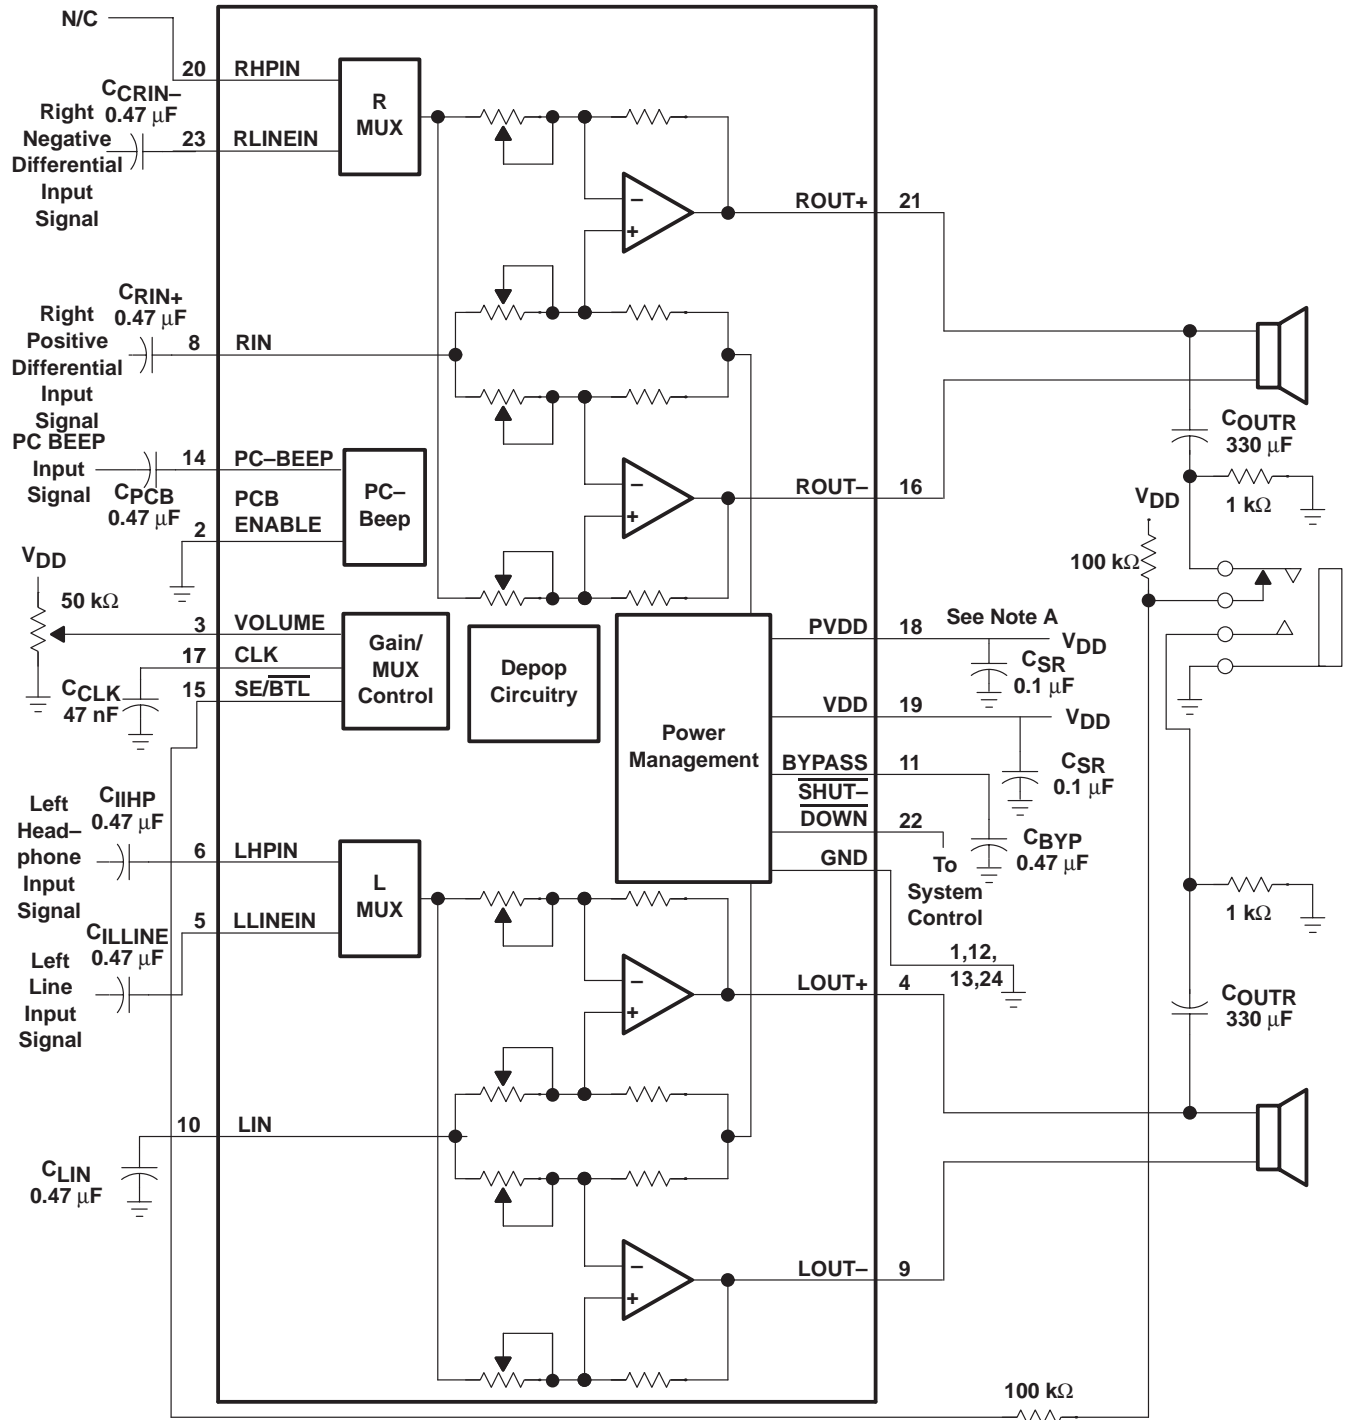 N/C
20 RHPIN
CCRIN–
0.47 μF
Right
Negative
Differential
Input
Signal
23 RLINEIN
R
MUX
–
+
ROUT+ 21
CRIN+
0.47 μF
Right
Positive
Differential
Input
Signal
8 RIN
PC BEEP
Input
Signal
14 PC–BEEP
CPCB
0.47 μF
PCB
ENABLE
2
PC–
Beep
–
+
ROUT– 16
COUTR
330 μF
1 kΩ
VDD
100 kΩ
VDD
50 kΩ
3 VOLUME
17 CLK
15 SE/BTL
CCLK
47 nF
Gain/
MUX
Control
Depop
Circuitry
Power
Management
PVDD 18
See Note A
VDD
CSR
0.1 μF
VDD 19
VDD
CSR
0.1 μF
BYPASS 11
SHUT–
DOWN 22
CBYP
0.47 μF
To
System
Control
GND
1,12,
13,24
Left
Head–
phone
Input
Signal
CIIHP
0.47 μF
6 LHPIN
L
MUX
CILLINE
0.47 μF
5 LLINEIN
Left
Line
Input
Signal
–
+
LOUT+ 4
1 kΩ
COUTR
330 μF
10 LIN
CLIN
0.47 μF
–
+
LOUT– 9
100 kΩ